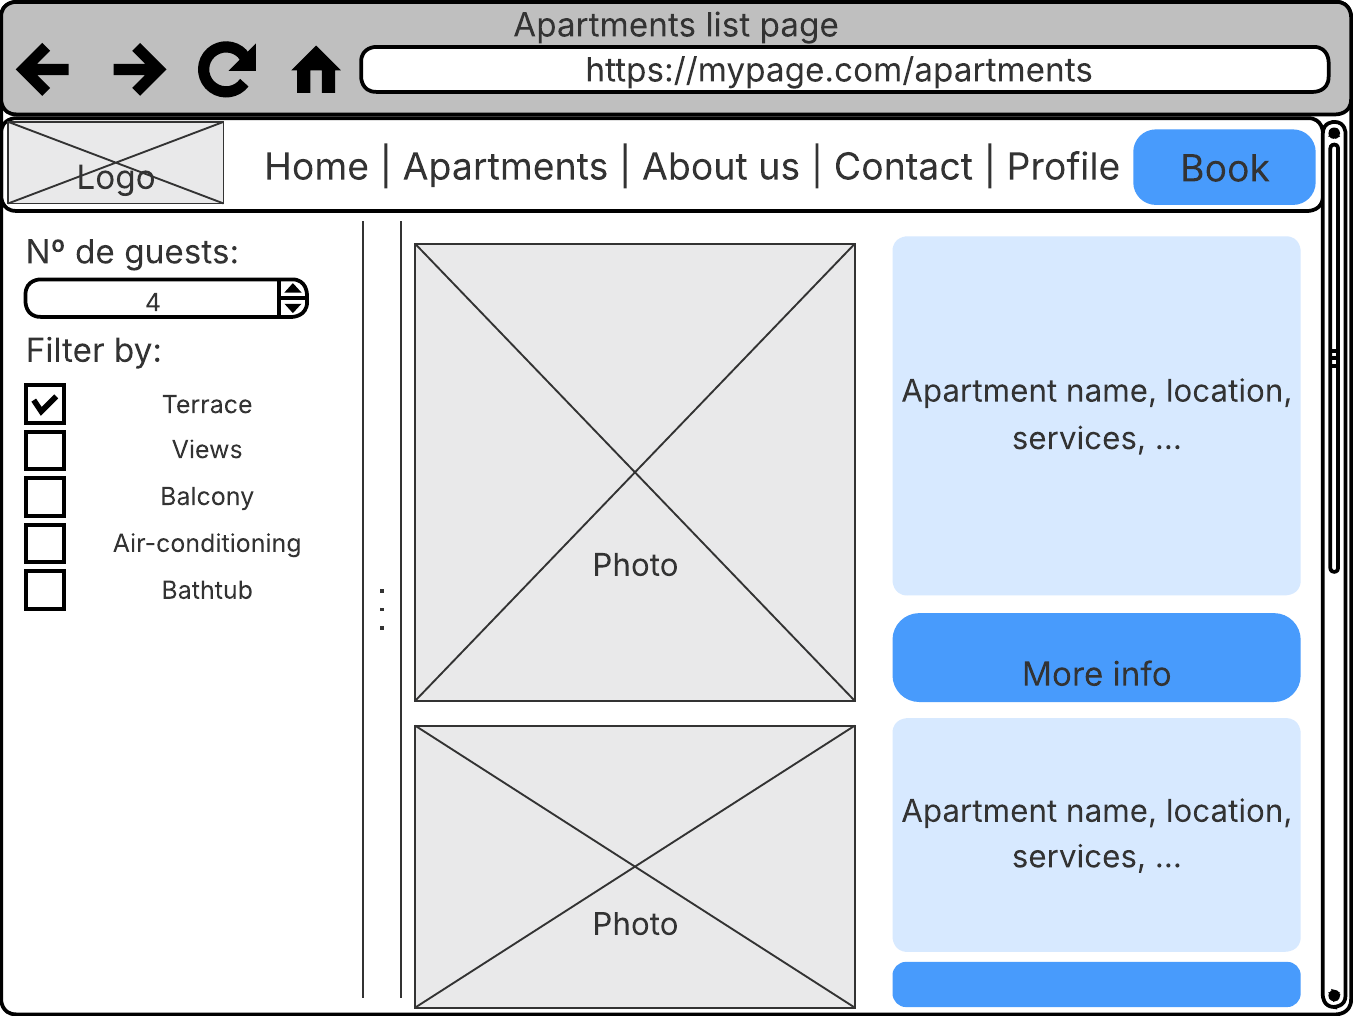 Apartments list page
https://mypage.com/apartments
Logo
Home | Apartments | About us | Contact | Profile
Book
Nº de guests:
4
Filter by:
Terrace
Views
Balcony
Air-conditioning
Bathtub
Photo
Apartment name, location,
services, ...
More info
Photo
Apartment name, location,
services, ...